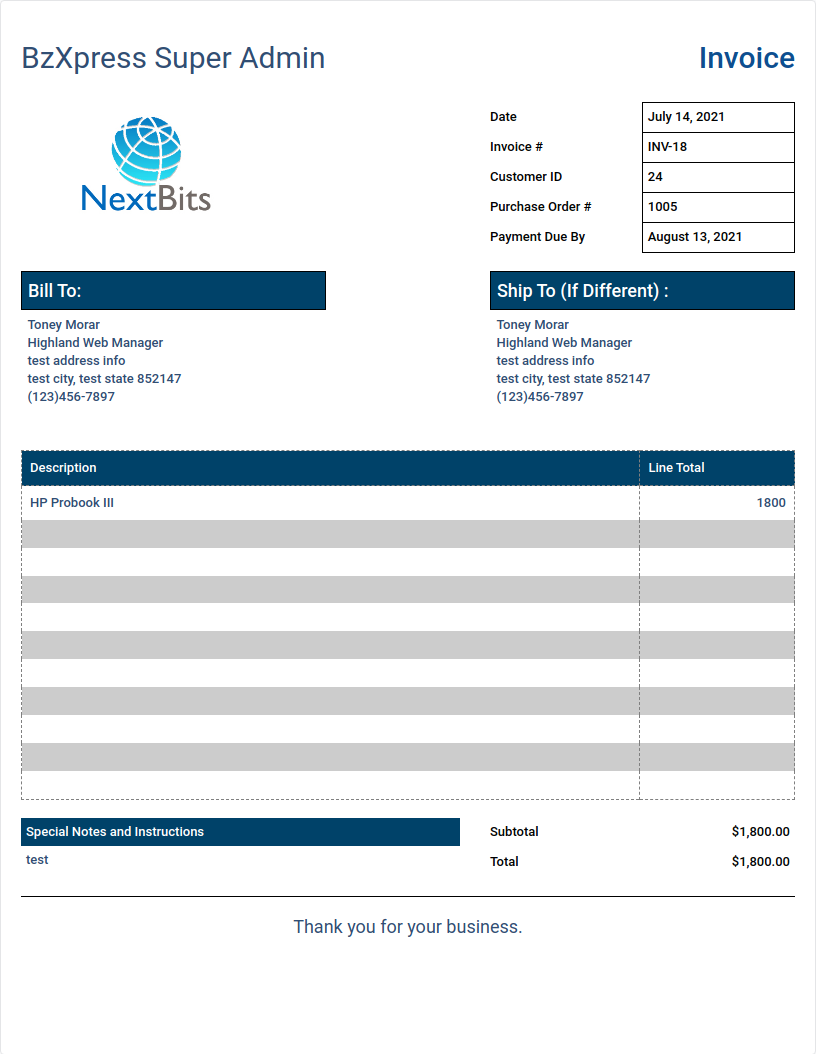 BzXpress Super Admin
Invoice
NextBits
Date July 14, 2021
Invoice # INV-18
Customer ID 24
Purchase Order # 1005
Payment Due By August 13, 2021
Bill To:
Toney Morar
Highland Web Manager
test address info
test city, test state 852147
(123)456-7897
Ship To (If Different) :
Toney Morar
Highland Web Manager
test address info
test city, test state 852147
(123)456-7897
Description Line Total
HP Probook III 1800
Special Notes and Instructions
test
Subtotal $1,800.00
Total $1,800.00
Thank you for your business.